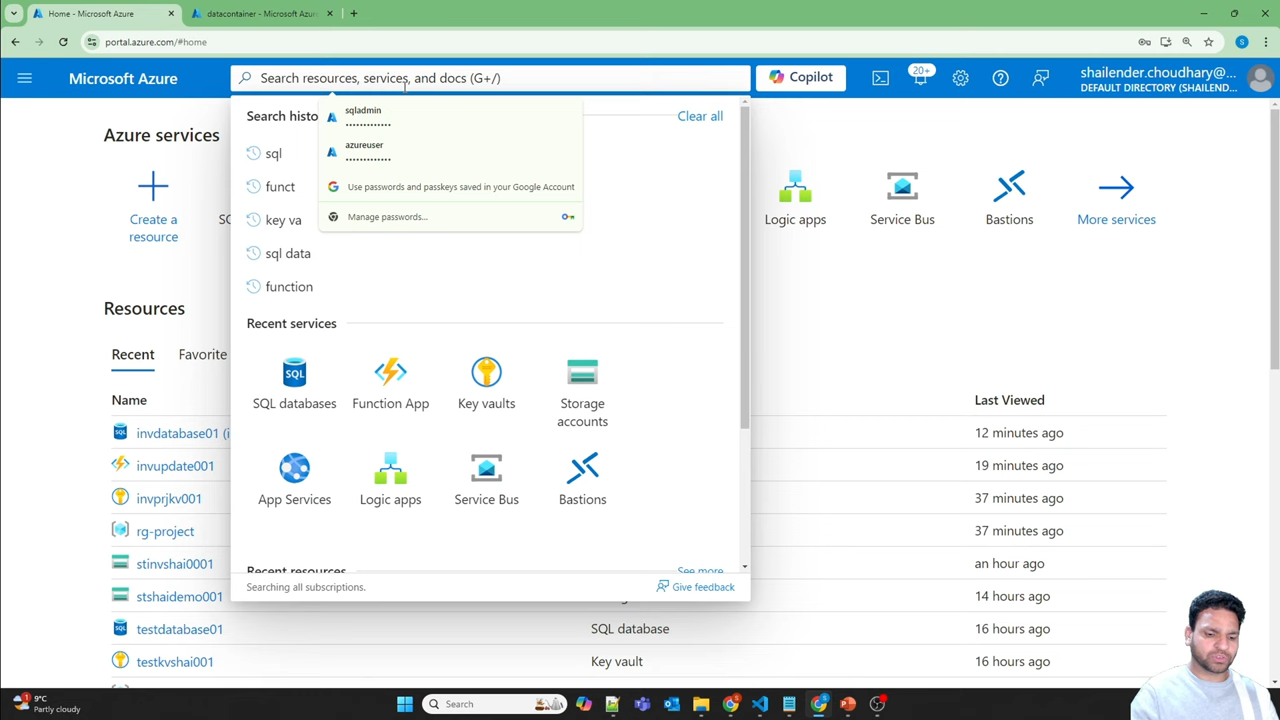 Home - Microsoft Azure
datacontainer - Microsoft Azure
portal.azure.com/#home
Microsoft Azure
Search resources, services, and docs (G+/)
Copilot
20+
shailender.choudhary@...
DEFAULT DIRECTORY (SHAILEND...
Azure services
Create a
resource
Logic apps
Service Bus
Bastions
More services
Search histo
Clear all
sqladmin
•••••••••••••
azureuser
•••••••••••••
Use passwords and passkeys saved in your Google Account
Manage passwords...
sql
funct
key va
sql data
function
Recent services
SQL databases
Function App
Key vaults
Storage
accounts
App Services
Logic apps
Service Bus
Bastions
Recent resources
See more
Searching all subscriptions.
Give feedback
Resources
Recent
Favorite
Name
Last Viewed
invdatabase01 (i
12 minutes ago
invupdate001
19 minutes ago
invprjkv001
37 minutes ago
rg-project
37 minutes ago
stinvshai0001
an hour ago
stshaidemo001
14 hours ago
testdatabase01
SQL database
16 hours ago
testkvshai001
Key vault
16 hours ago
9°C
Partly cloudy
Search